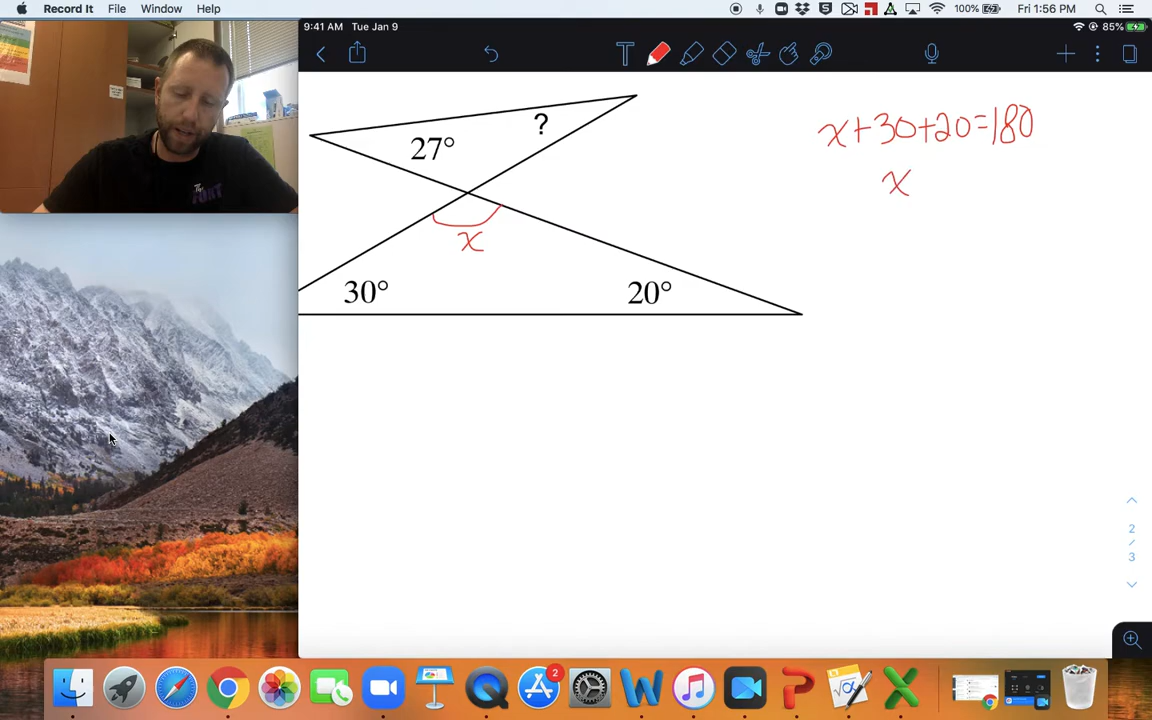 Record It File Window Help 100% Fri 1:56 PM
9:41 AM Tue Jan 9 85%
T
?
27°
x+30+20=180
x
x
30°
20°
2
/
3
2
W